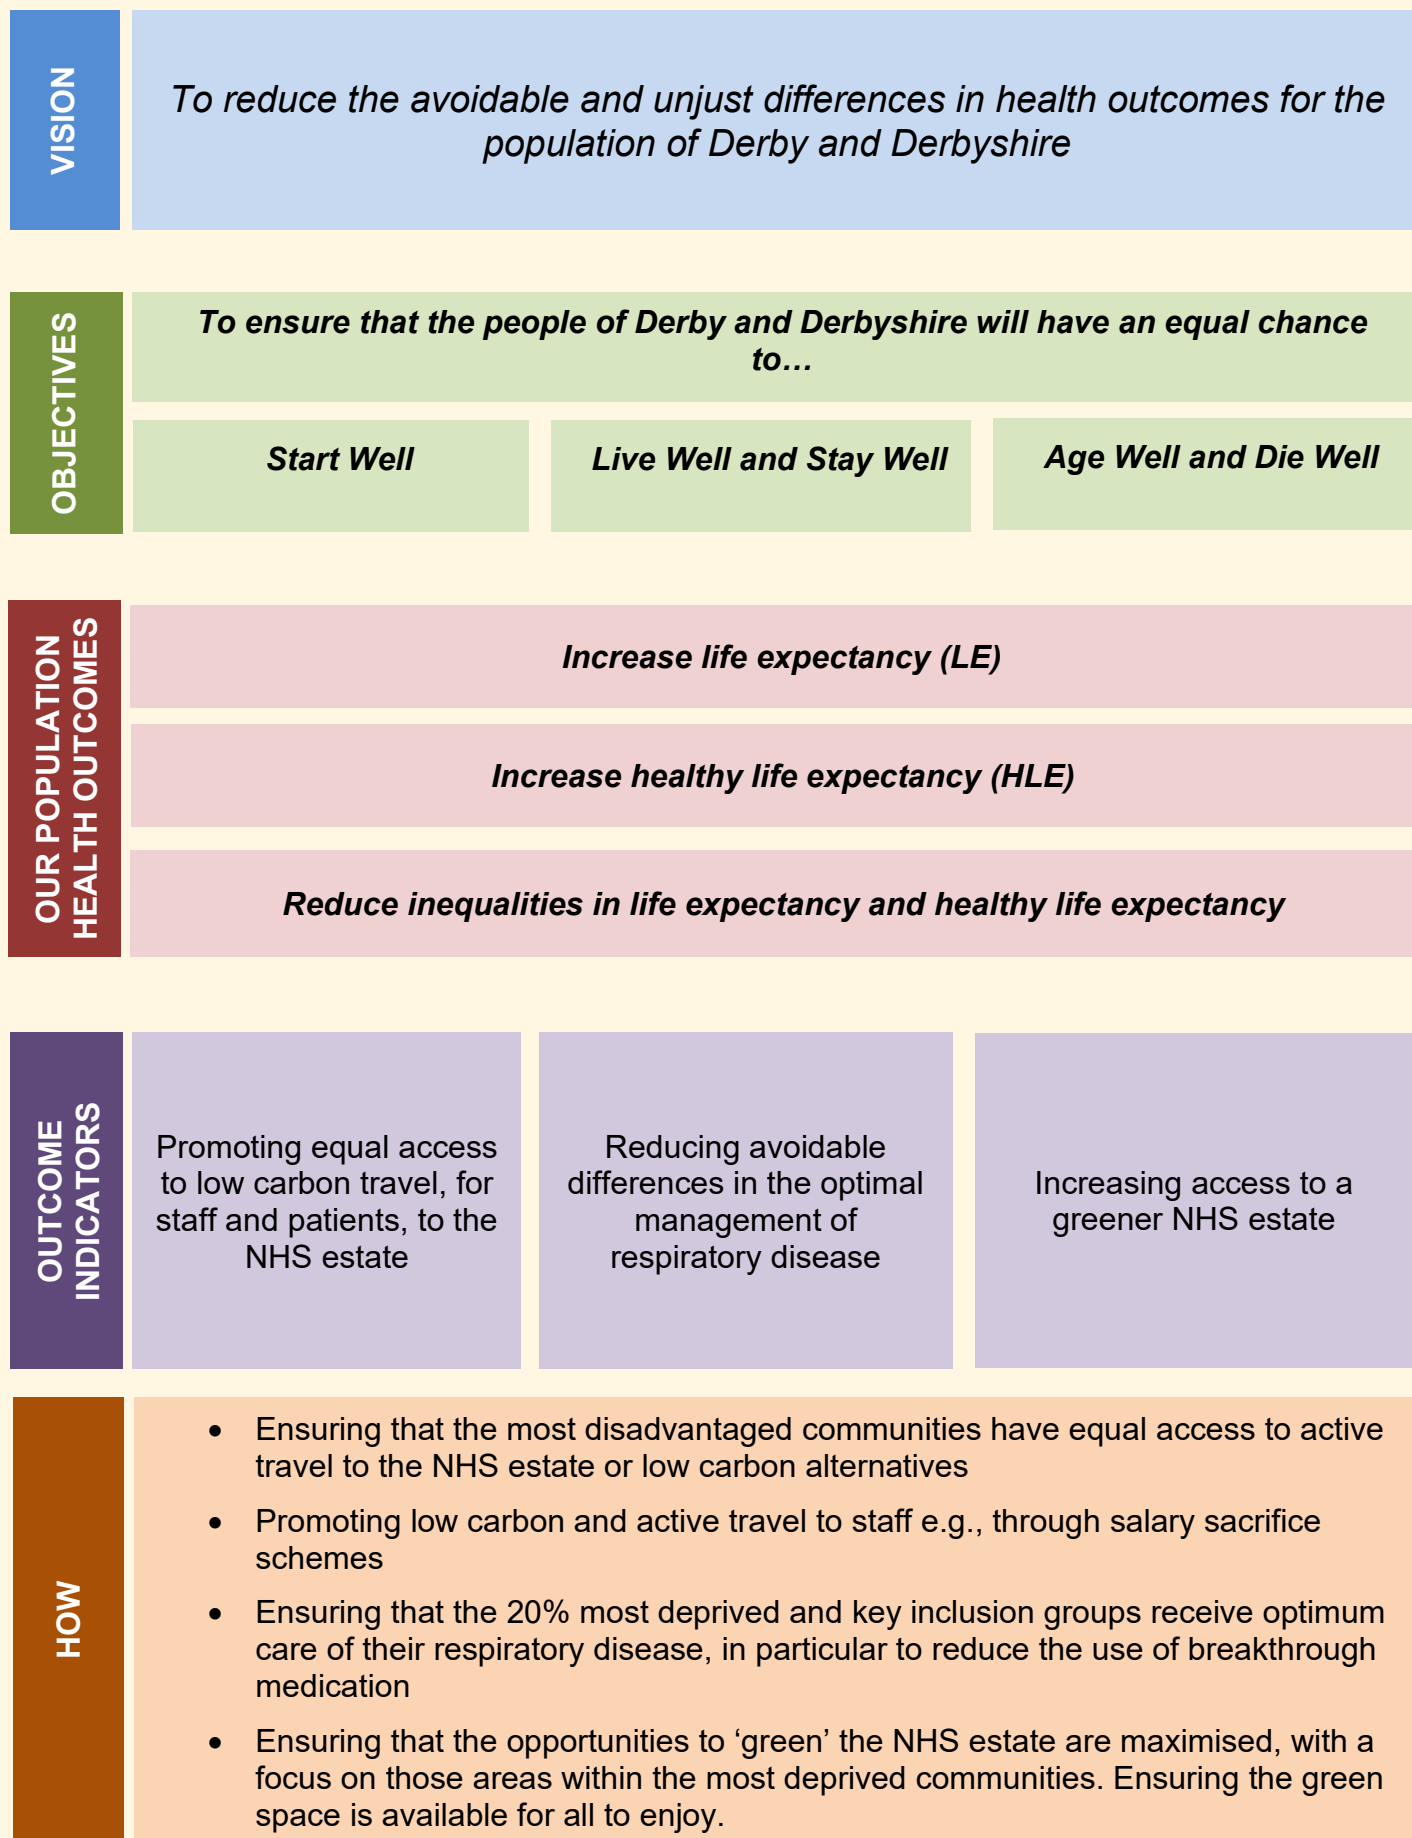 VISION
To reduce the avoidable and unjust differences in health outcomes for the
population of Derby and Derbyshire
OBJECTIVES
To ensure that the people of Derby and Derbyshire will have an equal chance
to…
Start Well
Live Well and Stay Well
Age Well and Die Well
OUR POPULATION
HEALTH OUTCOMES
Increase life expectancy (LE)
Increase healthy life expectancy (HLE)
Reduce inequalities in life expectancy and healthy life expectancy
OUTCOME
INDICATORS
Promoting equal access
to low carbon travel, for
staff and patients, to the
NHS estate
Reducing avoidable
differences in the optimal
management of
respiratory disease
Increasing access to a
greener NHS estate
HOW
• Ensuring that the most disadvantaged communities have equal access to active
travel to the NHS estate or low carbon alternatives
• Promoting low carbon and active travel to staff e.g., through salary sacrifice
schemes
• Ensuring that the 20% most deprived and key inclusion groups receive optimum
care of their respiratory disease, in particular to reduce the use of breakthrough
medication
• Ensuring that the opportunities to ‘green’ the NHS estate are maximised, with a
focus on those areas within the most deprived communities. Ensuring the green
space is available for all to enjoy.